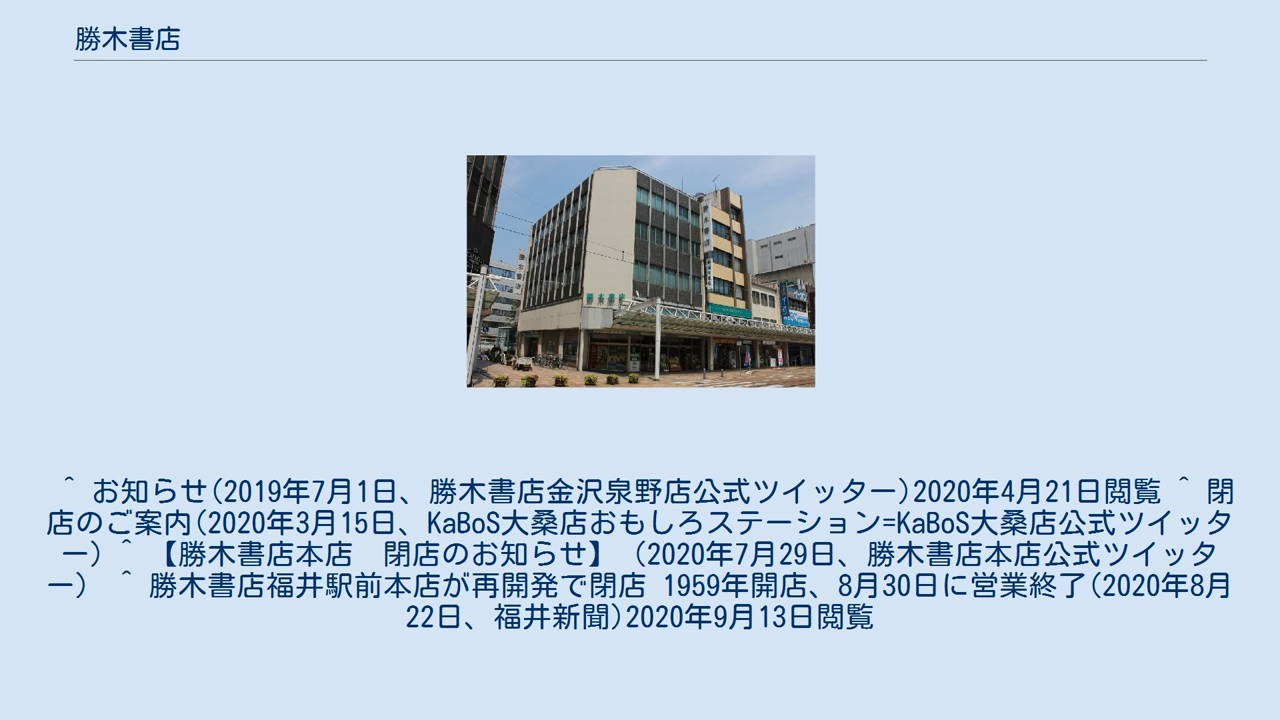 勝木書店
勝木書店
^ お知らせ(2019年7月1日、勝木書店金沢泉野店公式ツイッター)2020年4月21日閲覧 ^ 閉
店のご案内(2020年3月15日、KaBoS大桑店おもしろステーション=KaBoS大桑店公式ツイッタ
ー) ^ 【勝木書店本店　閉店のお知らせ】 (2020年7月29日、勝木書店本店公式ツイッタ
ー) ^ 勝木書店福井駅前本店が再開発で閉店 1959年開店、8月30日に営業終了(2020年8月
22日、福井新聞)2020年9月13日閲覧